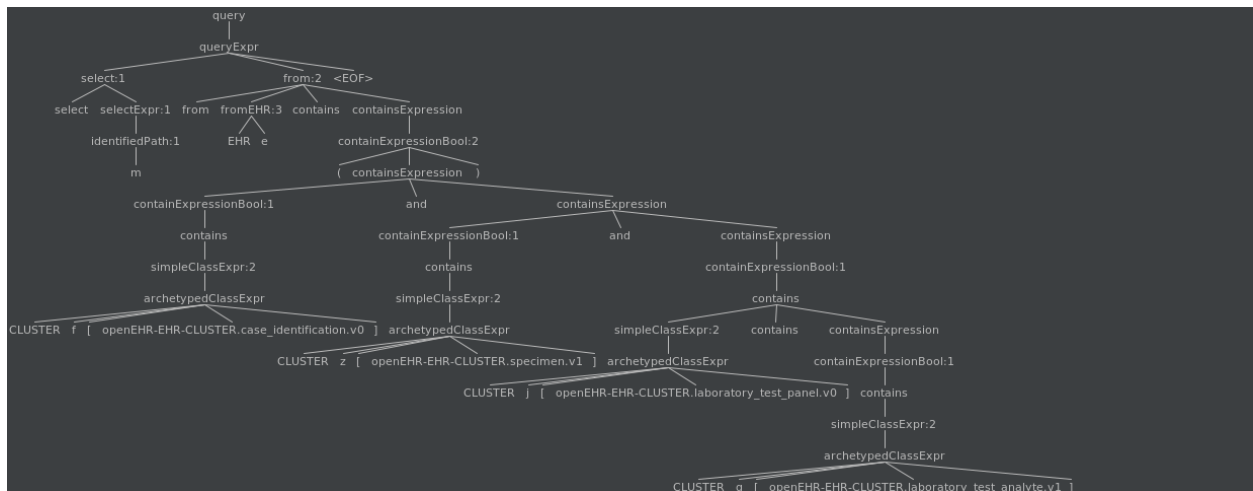 query
queryExpr
select:1 from:2 <EOF>
select selectExpr:1 from fromEHR:3 contains containsExpression
identifiedPath:1 EHR e containExpressionBool:2
m ( containsExpression )
containExpressionBool:1 and containsExpression
contains containExpressionBool:1 and containsExpression
simpleClassExpr:2 contains containExpressionBool:1
archetypedClassExpr simpleClassExpr:2 contains
CLUSTER f [ openEHR-EHR-CLUSTER.case_identification.v0 ] archetypedClassExpr simpleClassExpr:2 contains containsExpression
CLUSTER z [ openEHR-EHR-CLUSTER.specimen.v1 ] archetypedClassExpr containExpressionBool:1
CLUSTER j [ openEHR-EHR-CLUSTER.laboratory_test_panel.v0 ] contains
simpleClassExpr:2
archetypedClassExpr
CLUSTER g [ openEHR-EHR-CLUSTER.laboratory_test_analyte.v1 ]